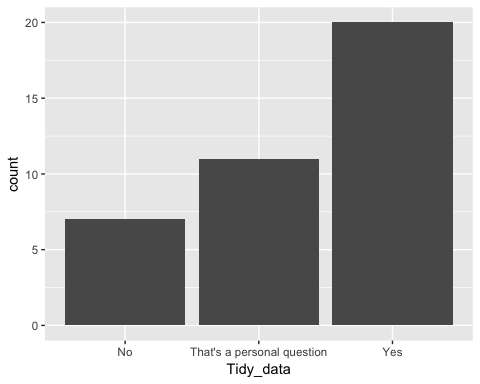 20
15
10
5
0
count
No
That's a personal question
Yes
Tidy_data